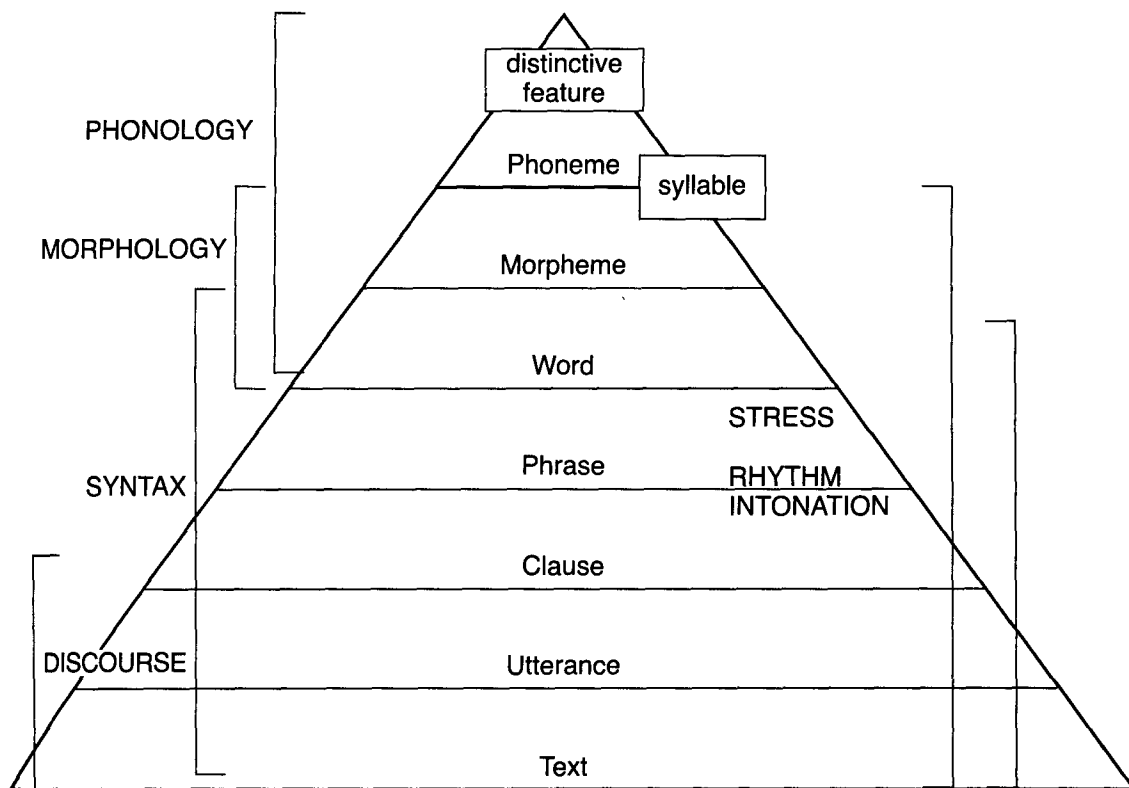 distinctive
feature
PHONOLOGY
Phoneme
syllable
MORPHOLOGY
Morpheme
Word
STRESS
Phrase
RHYTHM
SYNTAX
INTONATION
Clause
DISCOURSE
Utterance
Text